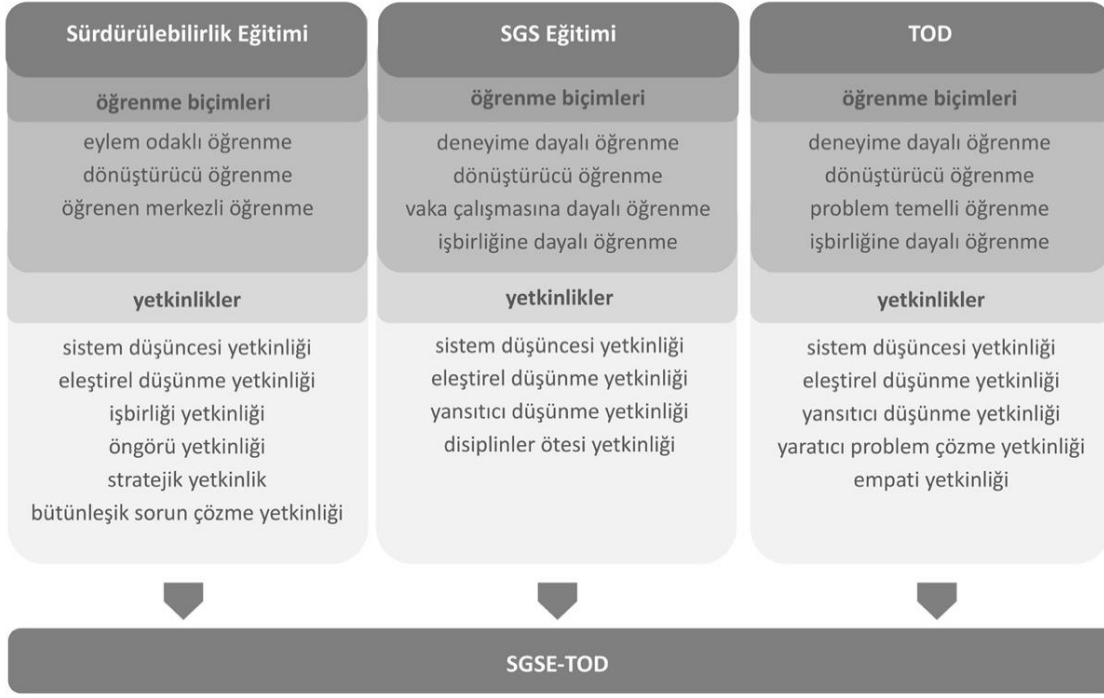 Sürdürülebilirlik Eğitimi
öğrenme biçimleri
eylem odaklı öğrenme
dönüştürücü öğrenme
öğrenen merkezli öğrenme
yetkinlikler
sistem düşüncesi yetkinliği
eleştirel düşünme yetkinliği
işbirliği yetkinliği
öngörü yetkinliği
stratejik yetkinlik
bütünleşik sorun çözme yetkinliği
SGS Eğitimi
öğrenme biçimleri
deneyime dayalı öğrenme
dönüştürücü öğrenme
vaka çalışmasına dayalı öğrenme
işbirliğine dayalı öğrenme
yetkinlikler
sistem düşüncesi yetkinliği
eleştirel düşünme yetkinliği
yansıtıcı düşünme yetkinliği
disiplinler ötesi yetkinliği
TOD
öğrenme biçimleri
deneyime dayalı öğrenme
dönüştürücü öğrenme
problem temelli öğrenme
işbirliğine dayalı öğrenme
yetkinlikler
sistem düşüncesi yetkinliği
eleştirel düşünme yetkinliği
yansıtıcı düşünme yetkinliği
yaratıcı problem çözme yetkinliği
empati yetkinliği
SGSE-TOD